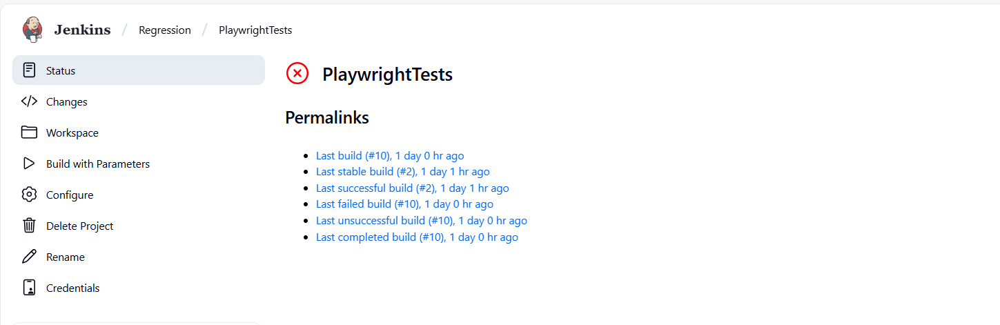 Jenkins / Regression / PlaywrightTests
Status
Changes
Workspace
Build with Parameters
Configure
Delete Project
Rename
Credentials
PlaywrightTests
Permalinks
Last build (#10), 1 day 0 hr ago
Last stable build (#2), 1 day 1 hr ago
Last successful build (#2), 1 day 1 hr ago
Last failed build (#10), 1 day 0 hr ago
Last unsuccessful build (#10), 1 day 0 hr ago
Last completed build (#10), 1 day 0 hr ago